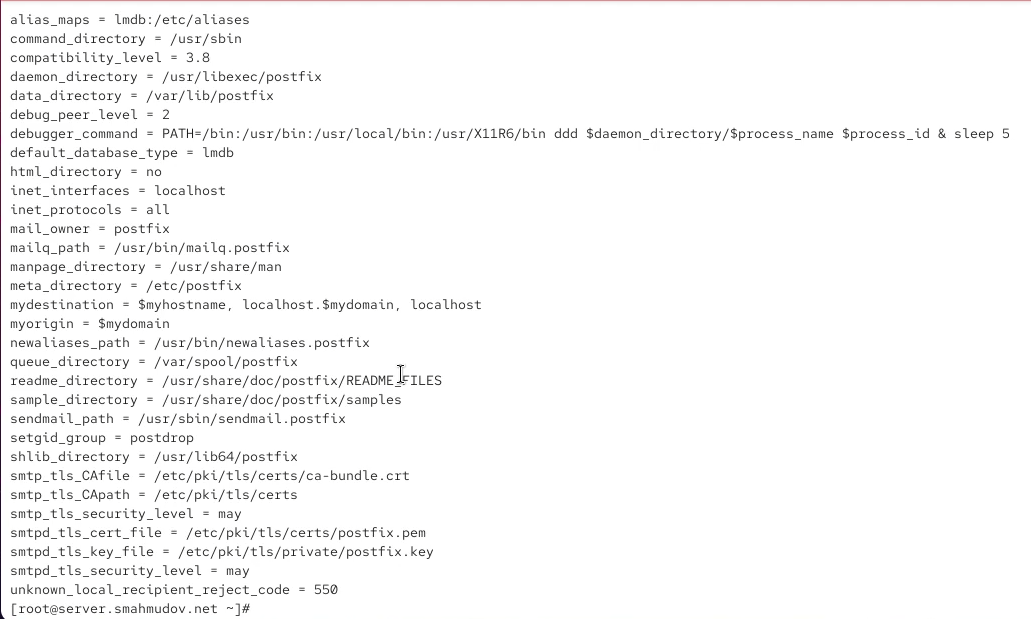 alias_maps = lmdb:/etc/aliases
command_directory = /usr/sbin
compatibility_level = 3.8
daemon_directory = /usr/libexec/postfix
data_directory = /var/lib/postfix
debug_peer_level = 2
debugger_command = PATH=/bin:/usr/bin:/usr/local/bin:/usr/X11R6/bin ddd $daemon_directory/$process_name $process_id & sleep 5
default_database_type = lmdb
html_directory = no
inet_interfaces = localhost
inet_protocols = all
mail_owner = postfix
mailq_path = /usr/bin/mailq.postfix
manpage_directory = /usr/share/man
meta_directory = /etc/postfix
mydestination = $myhostname, localhost.$mydomain, localhost
myorigin = $mydomain
newaliases_path = /usr/bin/newaliases.postfix
queue_directory = /var/spool/postfix
readme_directory = /usr/share/doc/postfix/README_FILES
sample_directory = /usr/share/doc/postfix/samples
sendmail_path = /usr/sbin/sendmail.postfix
setgid_group = postdrop
shlib_directory = /usr/lib64/postfix
smtp_tls_CAfile = /etc/pki/tls/certs/ca-bundle.crt
smtp_tls_CApath = /etc/pki/tls/certs
smtp_tls_security_level = may
smtpd_tls_cert_file = /etc/pki/tls/certs/postfix.pem
smtpd_tls_key_file = /etc/pki/tls/private/postfix.key
smtpd_tls_security_level = may
unknown_local_recipient_reject_code = 550
[root@server.smahmudov.net ~]#